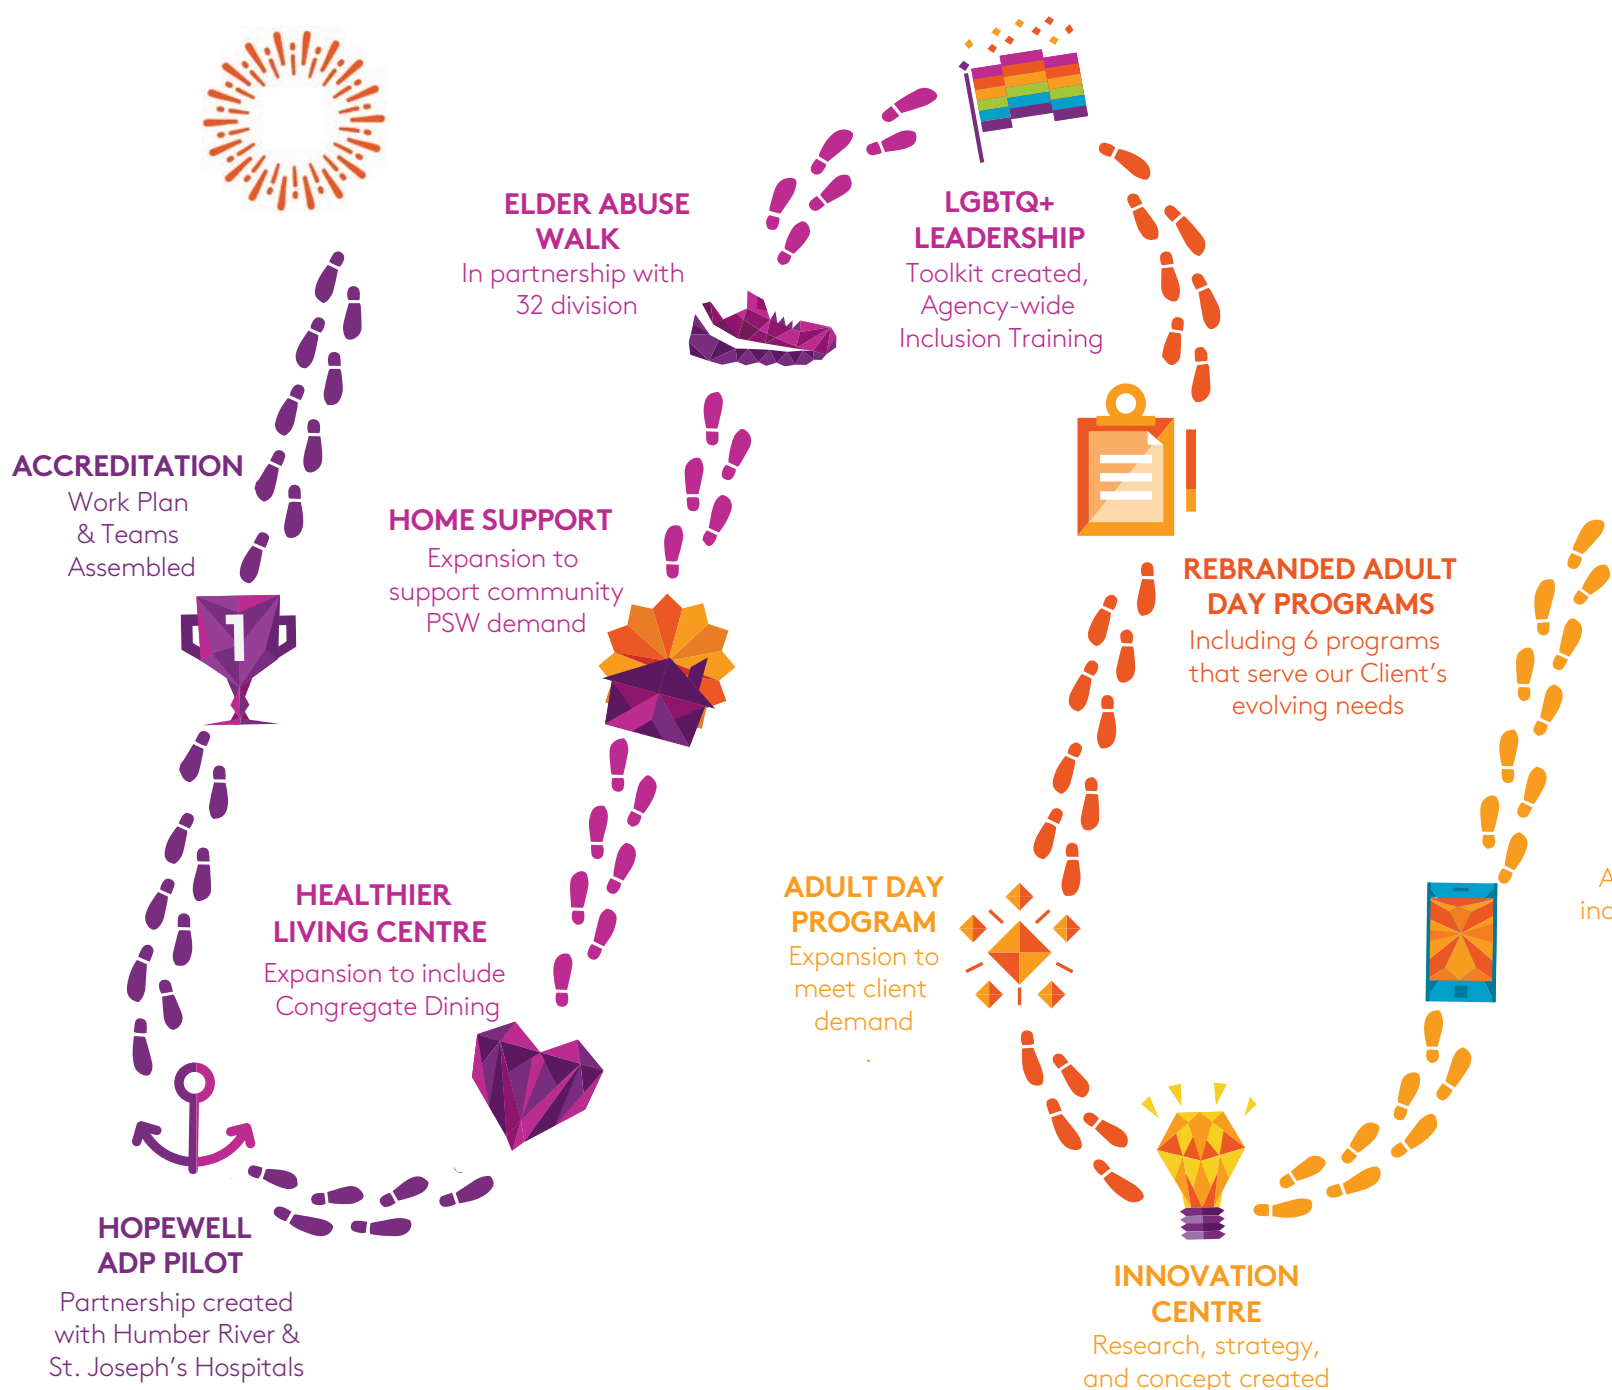 ACCREDITATION
Work Plan
& Teams
Assembled
1
HOPEWELL
ADP PILOT
Partnership created
with Humber River &
St. Joseph's Hospitals
HEALTHIER
LIVING CENTRE
Expansion to include
Congregate Dining
HOME SUPPORT
Expansion to
support community
PSW demand
ELDER ABUSE
WALK
In partnership with
32 division
LGBTQ+
LEADERSHIP
Toolkit created,
Agency-wide
Inclusion Training
REBRANDED ADULT
DAY PROGRAMS
Including 6 programs
that serve our Client's
evolving needs
ADULT DAY
PROGRAM
Expansion to
meet client
demand
.
INNOVATION
CENTRE
Research, strategy,
and concept created